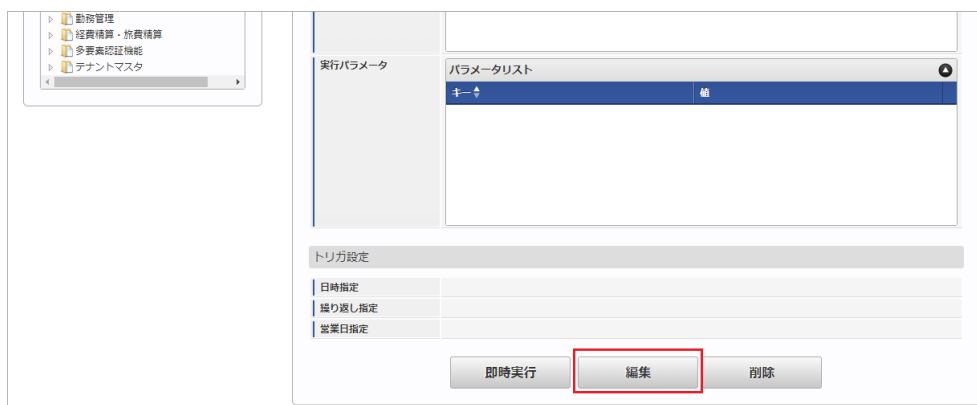 勤務管理
経費精算・旅費精算
多要素認証機能
テナントマスタ
実行パラメータ
パラメータリスト
キー 値
トリガ設定
日時指定
繰り返し指定
営業日指定
即時実行 編集 削除